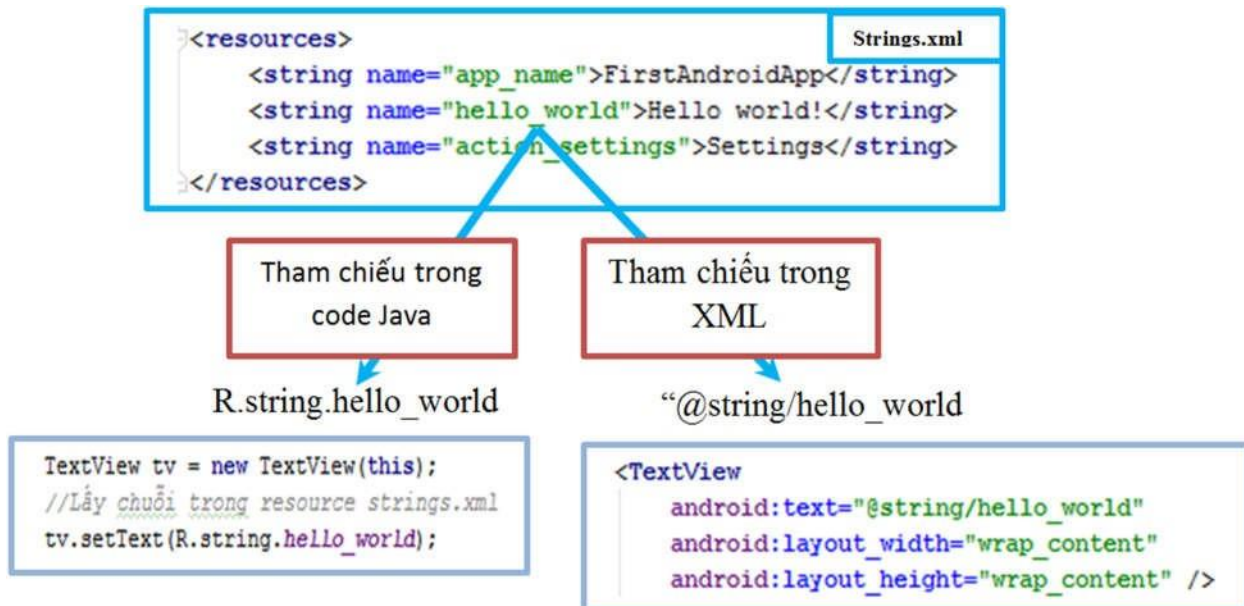 Strings.xml
<resources>
<string name="app_name">FirstAndroidApp</string>
<string name="hello_world">Hello world!</string>
<string name="action_settings">Settings</string>
</resources>
Tham chiếu trong
code Java
Tham chiếu trong
XML
R.string.hello_world
“@string/hello_world
TextView tv = new TextView(this);
//Lấy chuỗi trong resource strings.xml
tv.setText(R.string.hello_world);
<TextView
android:text="@string/hello_world"
android:layout_width="wrap_content"
android:layout_height="wrap_content" />